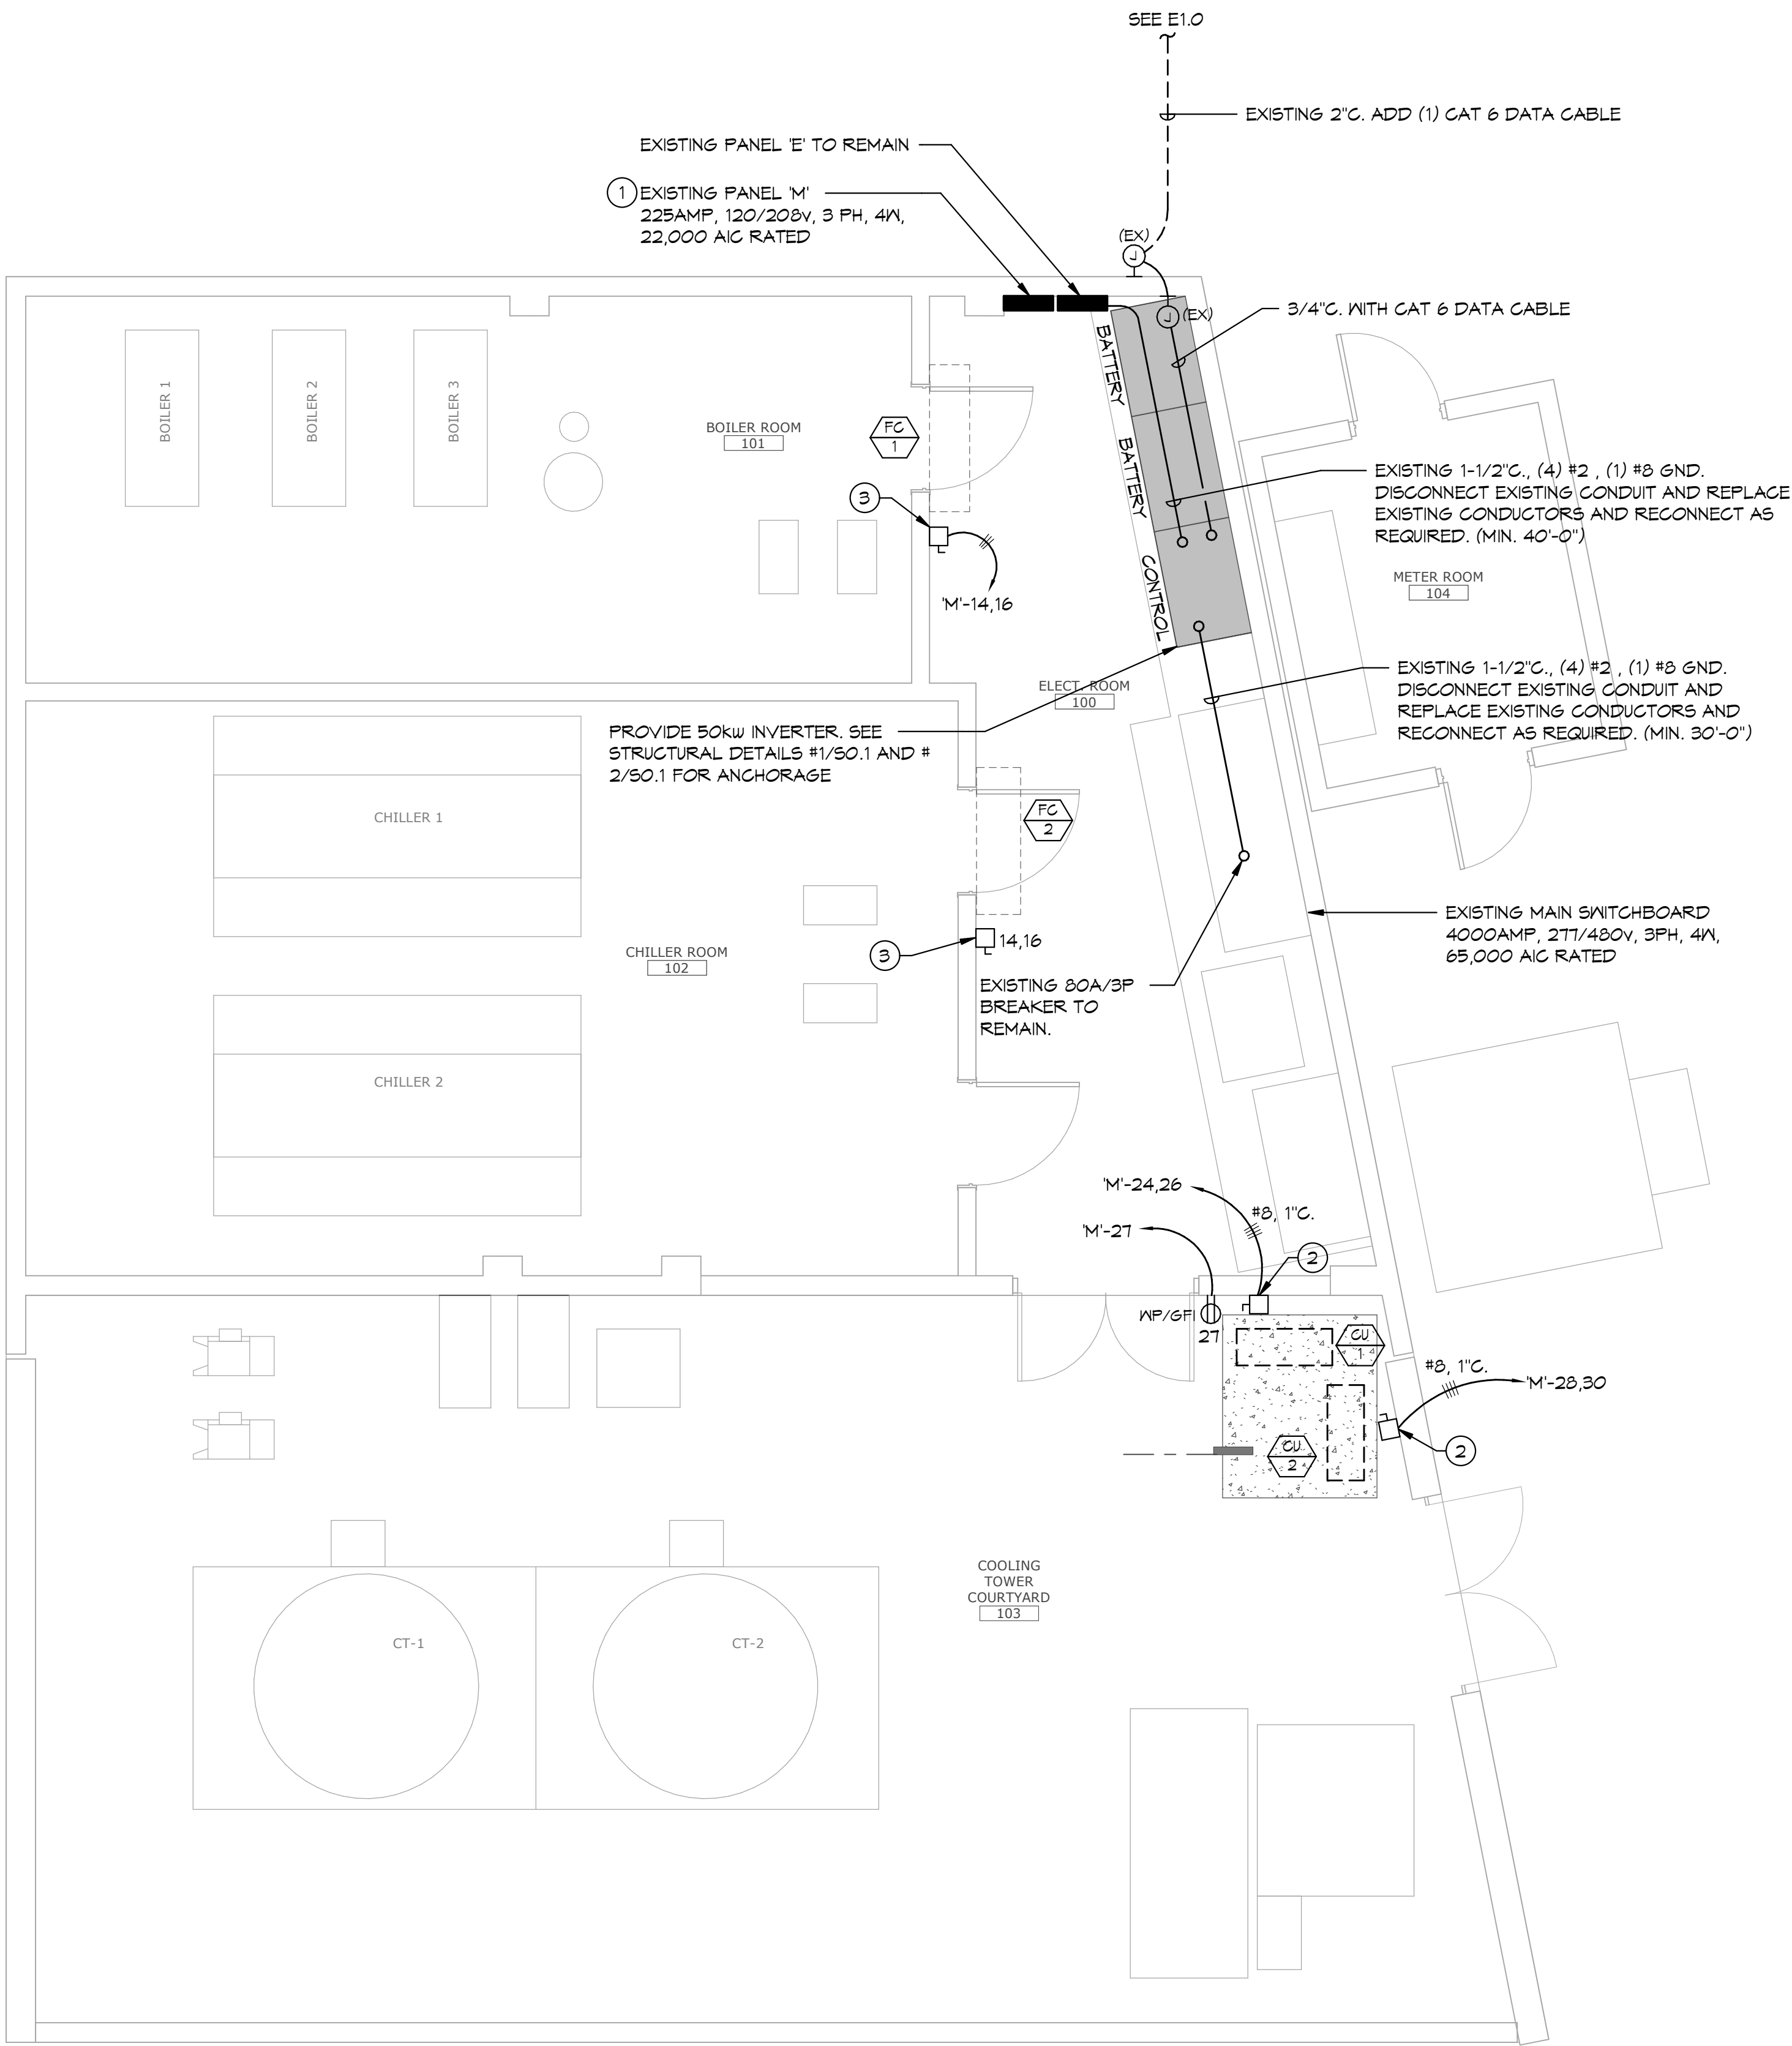 SEE E1.0
EXISTING 2"C. ADD (1) CAT 6 DATA CABLE
EXISTING PANEL 'E' TO REMAIN
1
EXISTING PANEL 'M'
225AMP, 120/208v, 3 PH, 4W,
22,000 AIC RATED
(EX)
J
J
(EX)
3/4"C. WITH CAT 6 DATA CABLE
BATTERY
BATTERY
CONTROL
BOILER 1
BOILER 2
BOILER 3
BOILER ROOM
101
FC
1
3
'M'-14,16
EXISTING 1-1/2"C., (4) #2 , (1) #8 GND.
DISCONNECT EXISTING CONDUIT AND REPLACE
EXISTING CONDUCTORS AND RECONNECT AS
REQUIRED. (MIN. 40'-0")
METER ROOM
104
EXISTING 1-1/2"C., (4) #2 , (1) #8 GND.
DISCONNECT EXISTING CONDUIT AND
REPLACE EXISTING CONDUCTORS AND
RECONNECT AS REQUIRED. (MIN. 30'-0")
ELECT. ROOM
100
PROVIDE 50kW INVERTER. SEE
STRUCTURAL DETAILS #1/S0.1 AND #
2/S0.1 FOR ANCHORAGE
CHILLER 1
FC
2
CHILLER ROOM
102
3
14,16
EXISTING MAIN SWITCHBOARD
4000AMP, 277/480v, 3PH, 4W,
65,000 AIC RATED
EXISTING 80A/3P
BREAKER TO
REMAIN.
CHILLER 2
'M'-24,26
#8, 1"C.
'M'-27
2
WP/GFI
27
CU
1
#8, 1"C.
'M'-28,30
2
CU
2
COOLING
TOWER
COURTYARD
103
CT-1
CT-2